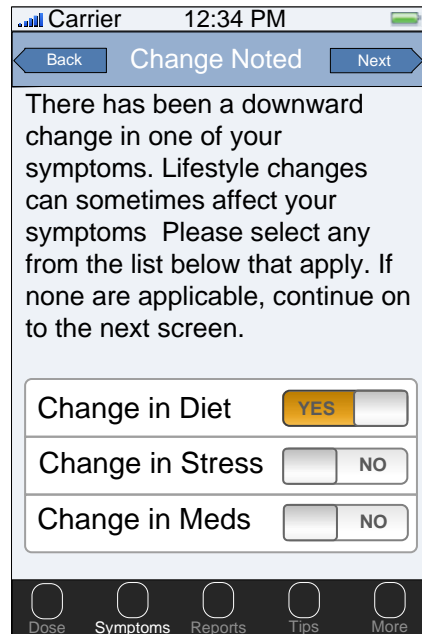 Carrier 12:34 PM
Back Change Noted Next
There has been a downward
change in one of your
symptoms. Lifestyle changes
can sometimes affect your
symptoms  Please select any
from the list below that apply. If
none are applicable, continue on
to the next screen.
Change in Diet YES
Change in Stress NO
Change in Meds NO
Dose Symptoms Reports Tips More